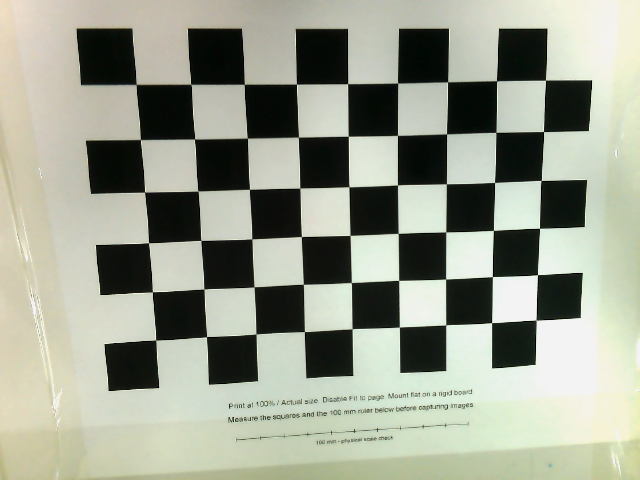 Print at 100% / Actual size. Disable Fit to page. Mount flat on a rigid board
Measure the squares and the 100 mm ruler below before capturing images
100 mm - physical scale check